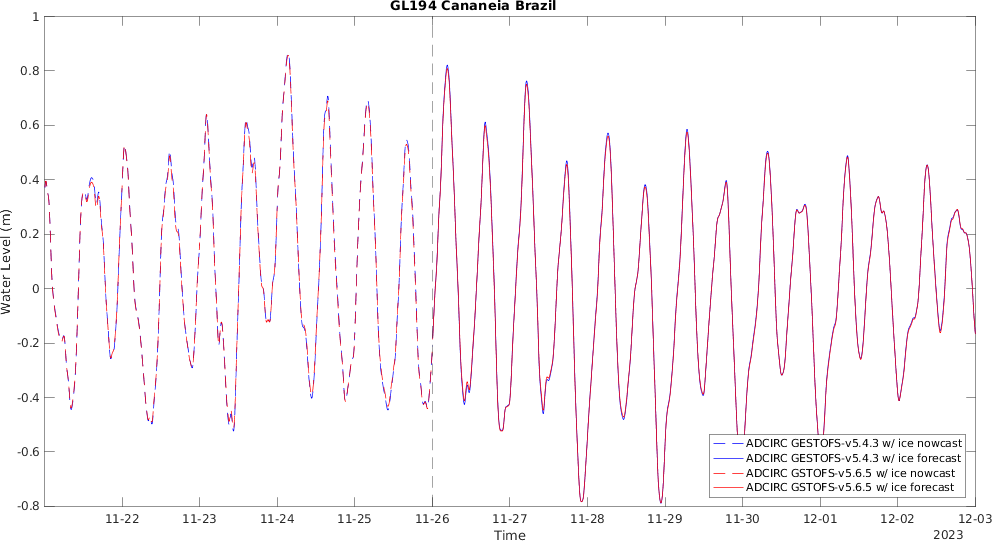 GL194 Cananeia Brazil
Water Level (m)
1
0.8
0.6
0.4
0.2
0
-0.2
-0.4
-0.6
-0.8
ADCIRC GESTOFS-v5.4.3 w/ ice nowcast
ADCIRC GESTOFS-v5.4.3 w/ ice forecast
ADCIRC GSTOFS-v5.6.5 w/ ice nowcast
ADCIRC GSTOFS-v5.6.5 w/ ice forecast
11-22 11-23 11-24 11-25 11-26 11-27 11-28 11-29 11-30 12-01 12-02 12-03
Time
2023